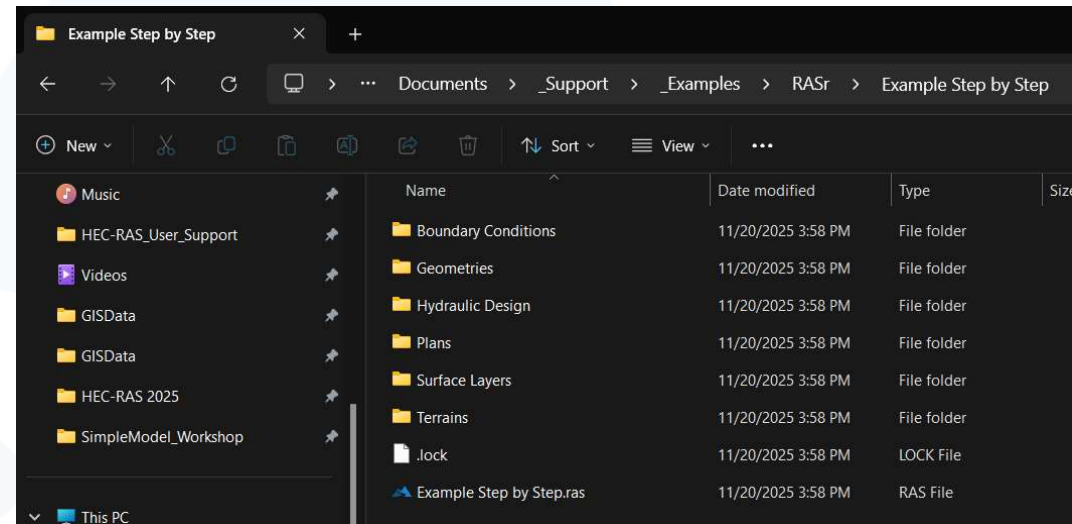 Example Step by Step
Documents > _Support > _Examples > RASr > Example Step by Step
New Sort View
Name Date modified Type Size
Music
HEC-RAS_User_Support
Videos
GISData
GISData
HEC-RAS 2025
SimpleModel_Workshop
This PC
Boundary Conditions 11/20/2025 3:58 PM File folder
Geometries 11/20/2025 3:58 PM File folder
Hydraulic Design 11/20/2025 3:58 PM File folder
Plans 11/20/2025 3:58 PM File folder
Surface Layers 11/20/2025 3:58 PM File folder
Terrains 11/20/2025 3:58 PM File folder
.lock 11/20/2025 3:58 PM LOCK File
Example Step by Step.ras 11/20/2025 3:58 PM RAS File